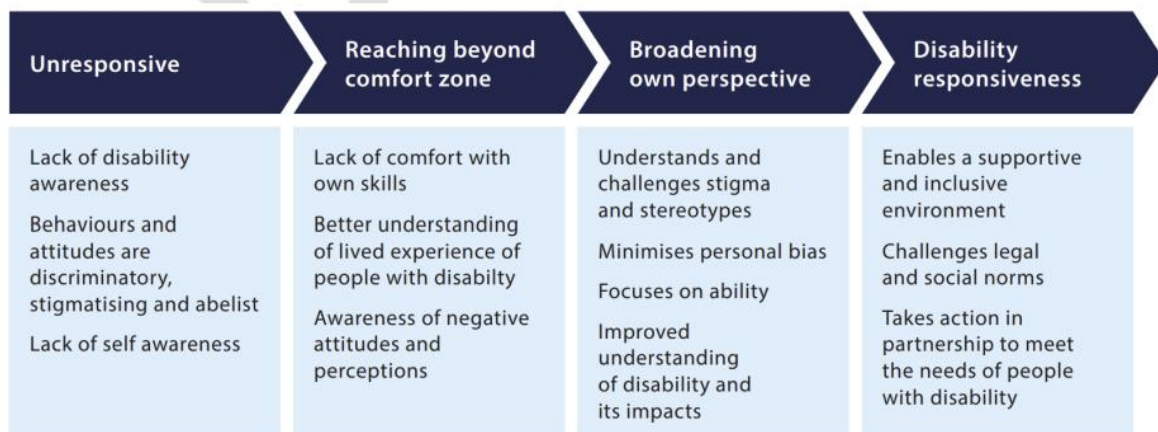 Unresponsive
Lack of disability
awareness
Behaviours and
attitudes are
discriminatory,
stigmatising and abelist
Lack of self awareness
Reaching beyond
comfort zone
Lack of comfort with
own skills
Better understanding
of lived experience of
people with disabilty
Awareness of negative
attitudes and
perceptions
Broadening
own perspective
Understands and
challenges stigma
and stereotypes
Minimises personal bias
Focuses on ability
Improved
understanding
of disability and
its impacts
Disability
responsiveness
Enables a supportive
and inclusive
environment
Challenges legal
and social norms
Takes action in
partnership to meet
the needs of people
with disability